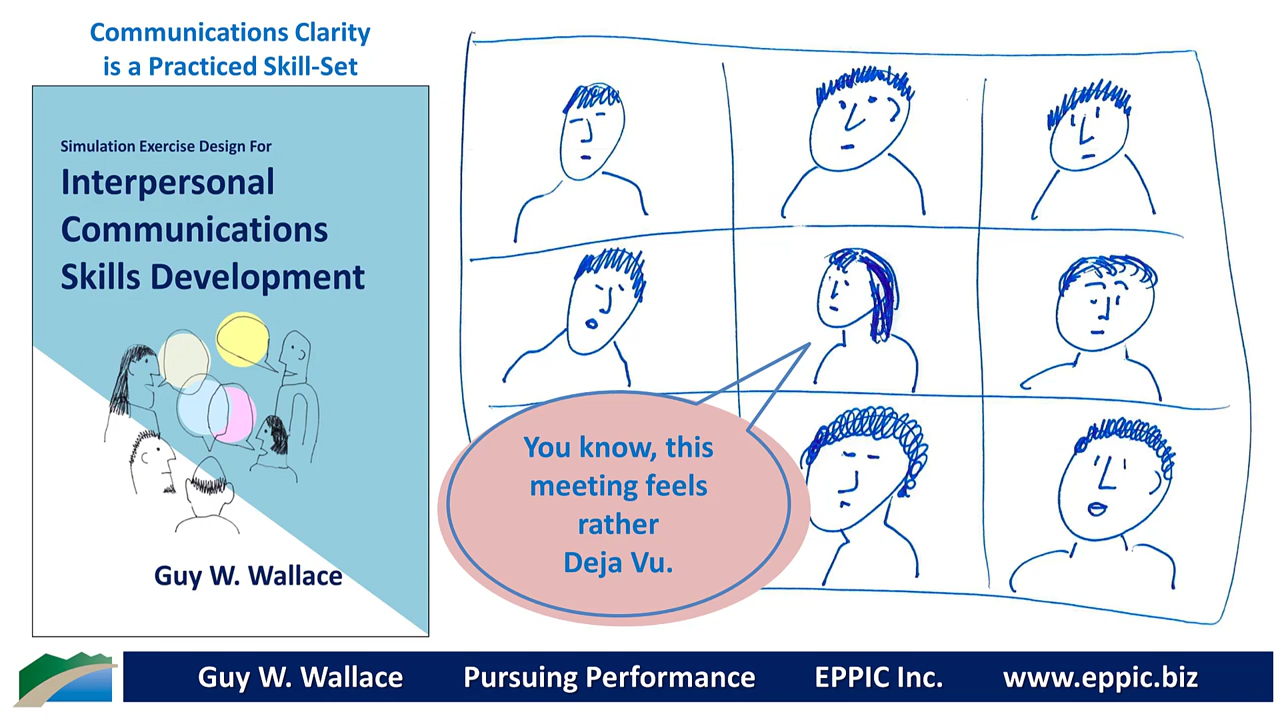 Communications Clarity
is a Practiced Skill-Set
Simulation Exercise Design For
Interpersonal
Communications
Skills Development
Guy W. Wallace
You know, this
meeting feels
rather
Deja Vu.
Guy W. Wallace Pursuing Performance EPPIC Inc. www.eppic.biz